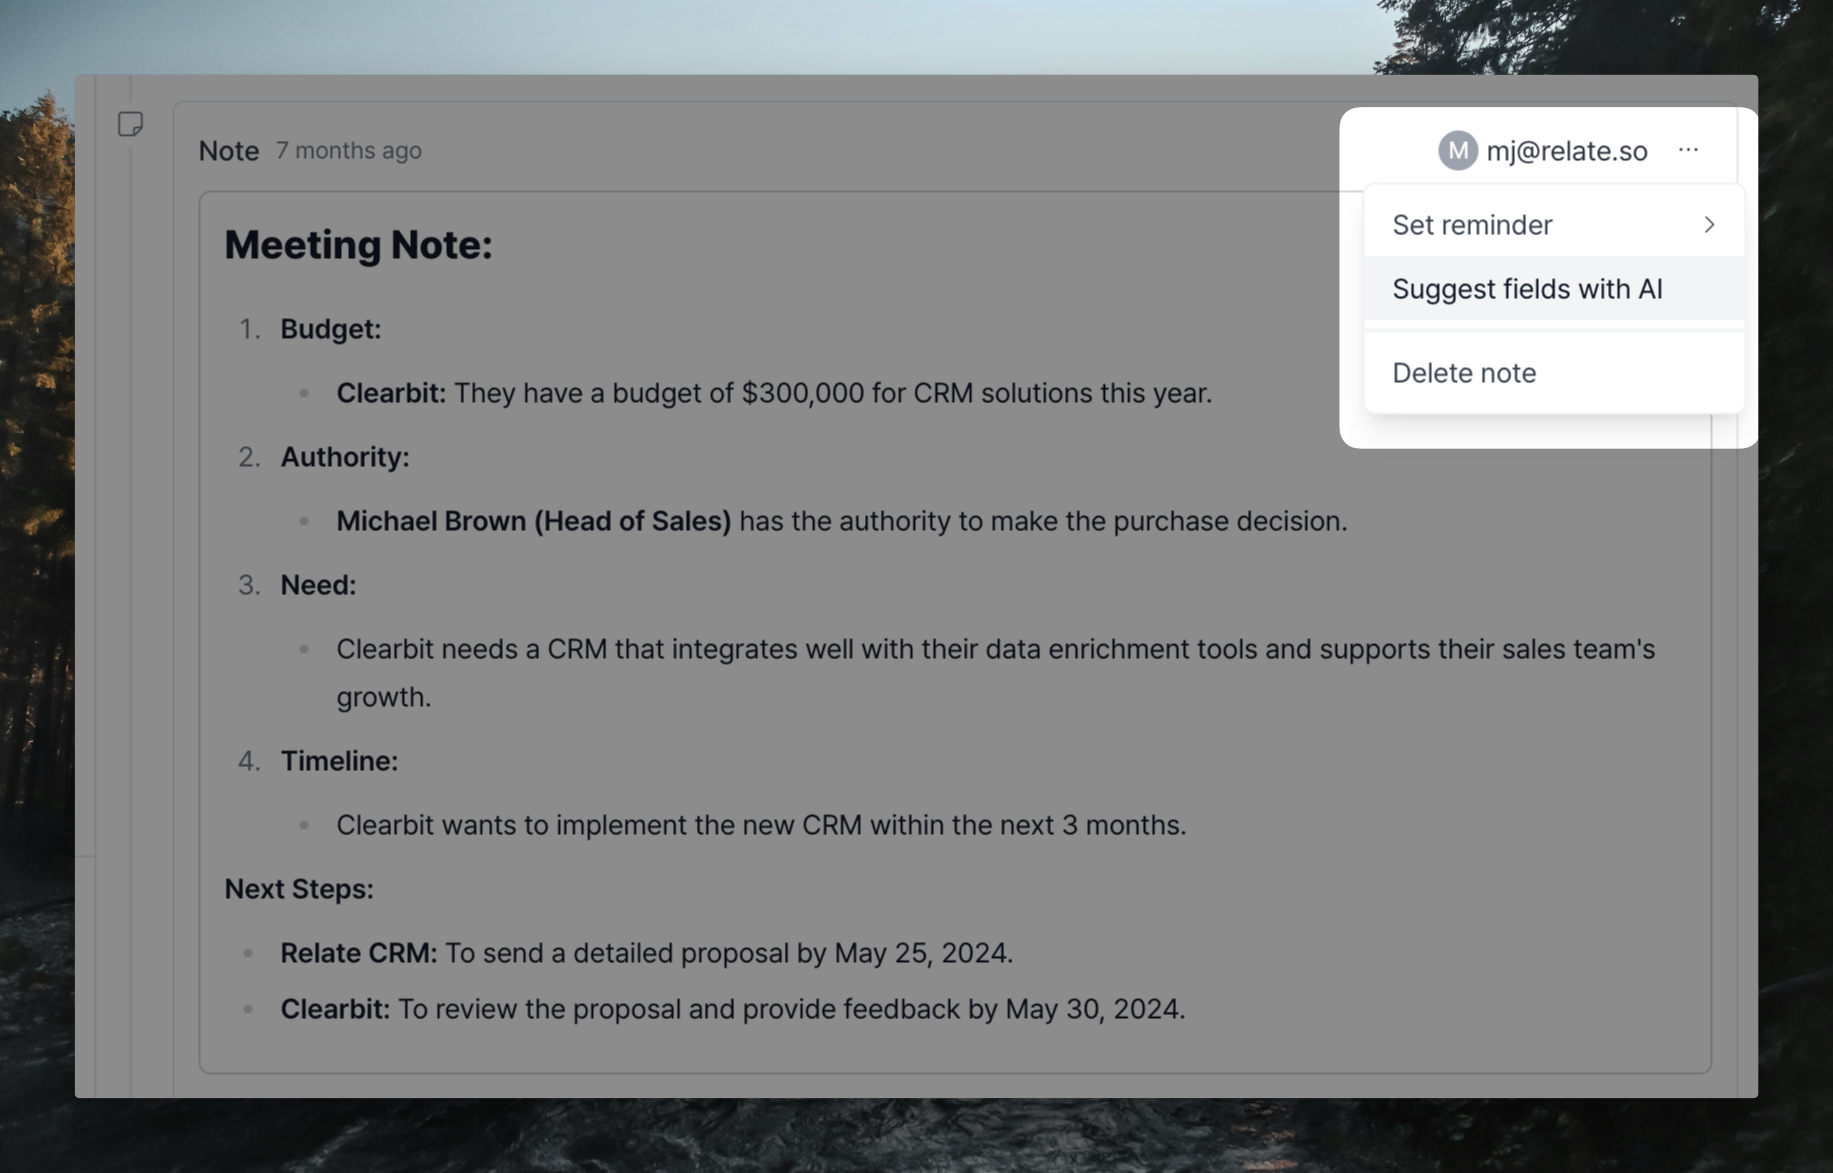 Note 7 months ago
M mj@relate.so ...
Set reminder
Suggest fields with AI
Delete note
Meeting Note:
1. Budget:
• Clearbit: They have a budget of $300,000 for CRM solutions this year.
2. Authority:
• Michael Brown (Head of Sales) has the authority to make the purchase decision.
3. Need:
• Clearbit needs a CRM that integrates well with their data enrichment tools and supports their sales team's
growth.
4. Timeline:
• Clearbit wants to implement the new CRM within the next 3 months.
Next Steps:
• Relate CRM: To send a detailed proposal by May 25, 2024.
• Clearbit: To review the proposal and provide feedback by May 30, 2024.